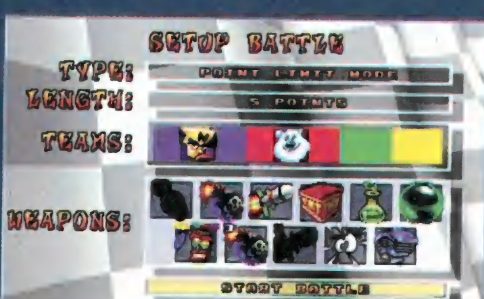 SETUP BATTLE
TYPE: POINT LIMIT MODE
LENGTH: 5 POINTS
TEAMS:
WEAPONS:
START BATTLE